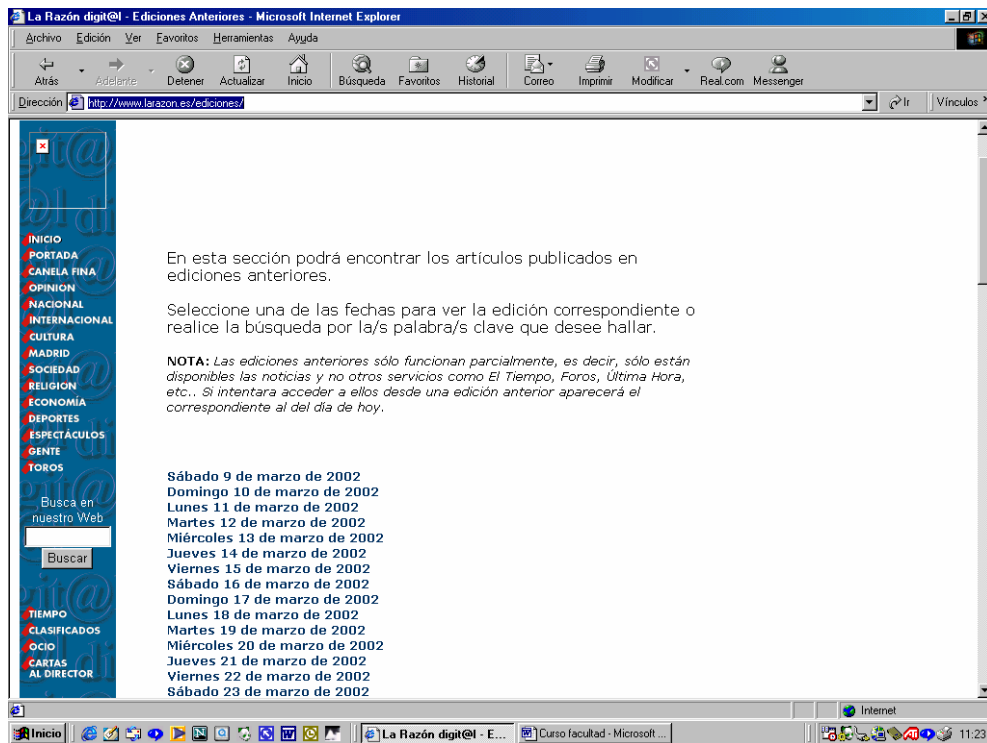 La Razón digit@l - Ediciones Anteriores - Microsoft Internet Explorer
Archivo Edición Ver Favoritos Herramientas Ayuda
Atrás Adelante Detener Actualizar Inicio Búsqueda Favoritos Historial Correo Imprimir Modificar Real.com Messenger
Dirección http://www.larazon.es/ediciones/ Ir Vínculos
INICIO
PORTADA
CANELA FINA
OPINIÓN
NACIONAL
INTERNACIONAL
CULTURA
MADRID
SOCIEDAD
RELIGIÓN
ECONOMÍA
DEPORTES
ESPECTÁCULOS
GENTE
TOROS
Busca en
nuestro Web
Buscar
TIEMPO
CLASIFICADOS
OCIO
CARTAS
AL DIRECTOR
En esta sección podrá encontrar los artículos publicados en
ediciones anteriores.
Seleccione una de las fechas para ver la edición correspondiente o
realice la búsqueda por la/s palabra/s clave que desee hallar.
NOTA: Las ediciones anteriores sólo funcionan parcialmente, es decir, sólo están
disponibles las noticias y no otros servicios como El Tiempo, Foros, Última Hora,
etc.. Si intentara acceder a ellos desde una edición anterior aparecerá el
correspondiente al del día de hoy.
Sábado 9 de marzo de 2002
Domingo 10 de marzo de 2002
Lunes 11 de marzo de 2002
Martes 12 de marzo de 2002
Miércoles 13 de marzo de 2002
Jueves 14 de marzo de 2002
Viernes 15 de marzo de 2002
Sábado 16 de marzo de 2002
Domingo 17 de marzo de 2002
Lunes 18 de marzo de 2002
Martes 19 de marzo de 2002
Miércoles 20 de marzo de 2002
Jueves 21 de marzo de 2002
Viernes 22 de marzo de 2002
Sábado 23 de marzo de 2002
Internet
Inicio La Razón digit@l - E... Curso facultad - Microsoft ... 11:23